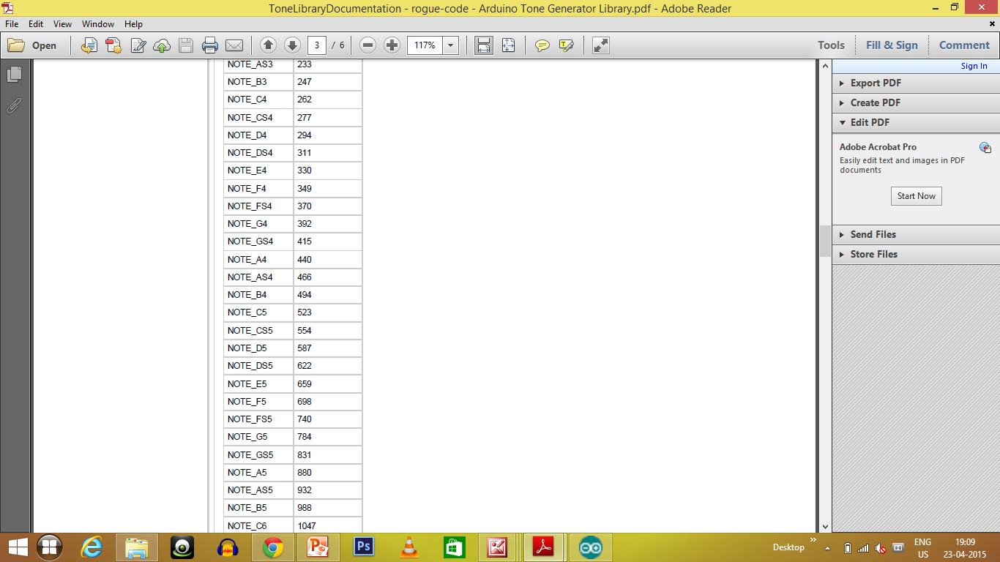 ToneLibraryDocumentation - rogue-code - Arduino Tone Generator Library.pdf - Adobe Reader
File Edit View Window Help
Open 3 / 6 117% Tools Fill & Sign Comment
Sign In
Export PDF
Create PDF
Edit PDF
Adobe Acrobat Pro
Easily edit text and images in PDF
documents
Start Now
Send Files
Store Files
NOTE_AS3 233
NOTE_B3 247
NOTE_C4 262
NOTE_CS4 277
NOTE_D4 294
NOTE_DS4 311
NOTE_E4 330
NOTE_F4 349
NOTE_FS4 370
NOTE_G4 392
NOTE_GS4 415
NOTE_A4 440
NOTE_AS4 466
NOTE_B4 494
NOTE_C5 523
NOTE_CS5 554
NOTE_D5 587
NOTE_DS5 622
NOTE_E5 659
NOTE_F5 698
NOTE_FS5 740
NOTE_G5 784
NOTE_GS5 831
NOTE_A5 880
NOTE_AS5 932
NOTE_B5 988
NOTE_C6 1047
Ps
Desktop
ENG
US
19:09
23-04-2015